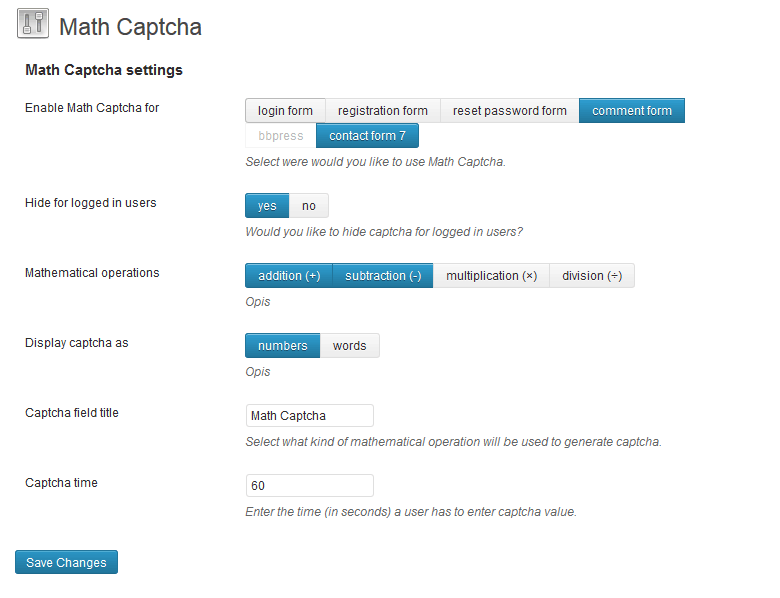 Math Captcha
Math Captcha settings
Enable Math Captcha for
login form registration form reset password form comment form
bbpress contact form 7
Select were would you like to use Math Captcha.
Hide for logged in users
yes no
Would you like to hide captcha for logged in users?
Mathematical operations
addition (+) subtraction (-) multiplication (×) division (÷)
Opis
Display captcha as
numbers words
Opis
Captcha field title
Math Captcha
Select what kind of mathematical operation will be used to generate captcha.
Captcha time
60
Enter the time (in seconds) a user has to enter captcha value.
Save Changes